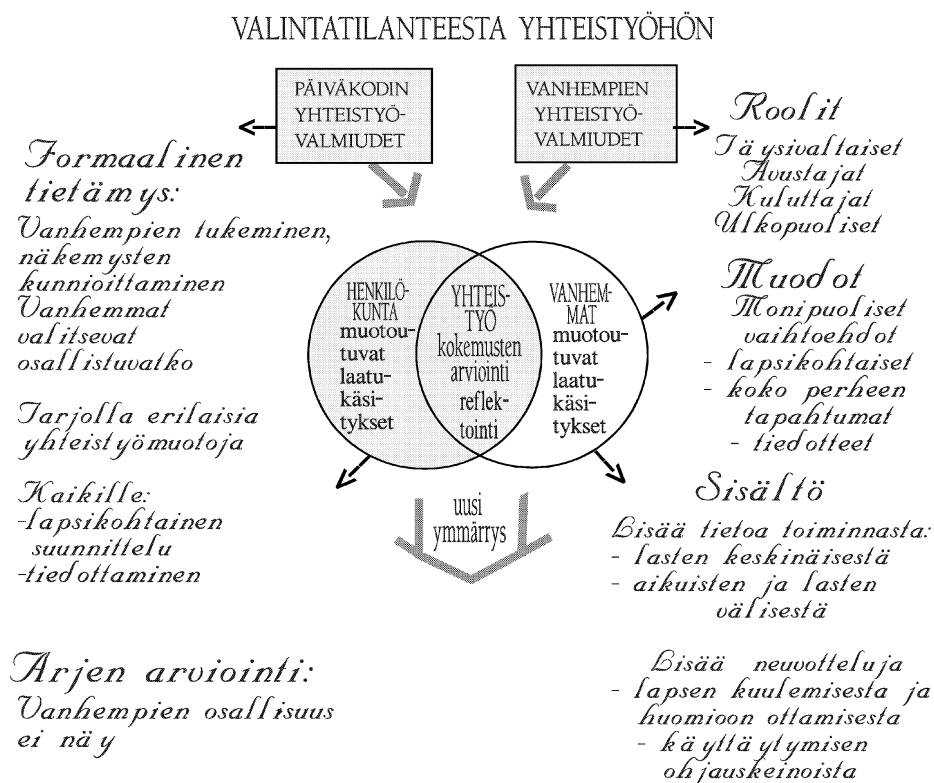 VALINTATILANTEESTA YHTEISTYÖHÖN
PÄIVÄKODIN
YHTEISTYÖ-
VALMIUDET
VANHEMPIEN
YHTEISTYÖ-
VALMIUDET
Formaalinen
tietämys:
Vanhempien tukeminen,
näkemysten
kunnioittaminen
Vanhemmat
valitsevat
osallistuvatko
Tarjolla erilaisia
yhteistyömuotoja
Kaikille:
-lapsikohtainen
suunnittelu
-tiedottaminen
Arjen arviointi:
Vanhempien osallisuus
ei näy
HENKILÖ-
KUNTA
muotou-
tuvat
laatu-
käsi-
tykset
YHTEIS-
TYÖ
kokemusten
arviointi
reflek-
tointi
VANHEM-
MAT
muotou-
tuvat
laatu-
käsi-
tykset
uusi
ymmärrys
Roolit
Täysivaltaiset
Avustajat
Kuluttajat
Ulkopuoliset
Muodot
Monipuoliset
vaihtoehdot
- lapsikohtaiset
- koko perheen
tapahtumat
- tiedotteet
Sisältö
Lisää tietoa toiminnasta:
- lasten keskinäisestä
- aikuisten ja lasten
välisestä
Lisää neuvotteluja
- lapsen kuulemisesta ja
huomioon ottamisesta
- käyttäytymisen
ohjauskeinoista